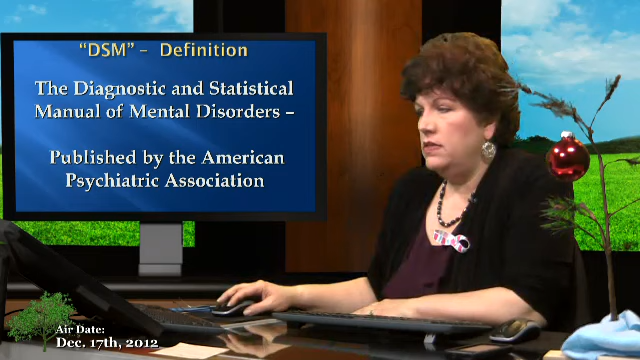 “DSM” – Definition
The Diagnostic and Statistical
Manual of Mental Disorders –
Published by the American
Psychiatric Association
Air Date:
Dec. 17th, 2012